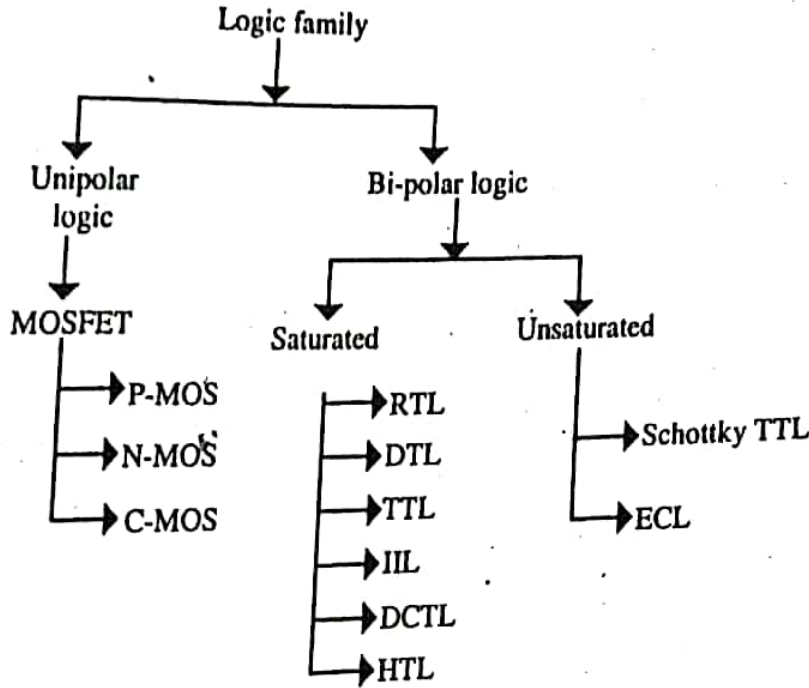 Logic family
Unipolar
logic
Bi-polar logic
MOSFET
P-MOS
N-MOS
C-MOS
Saturated
RTL
DTL
TTL
IIL
DCTL
HTL
Unsaturated
Schottky TTL
ECL